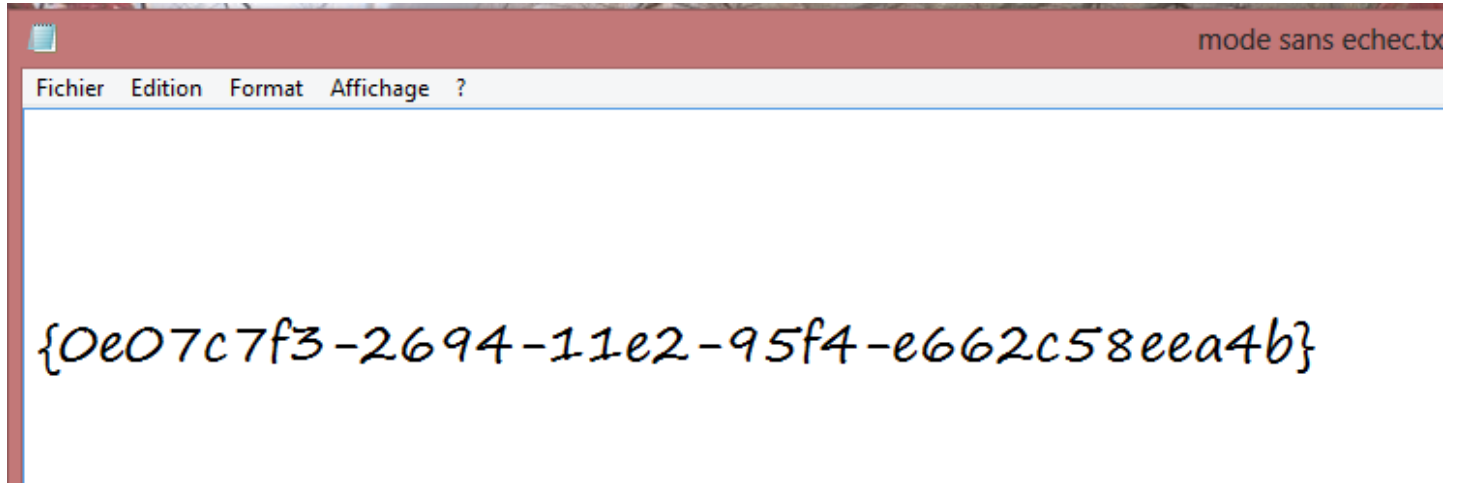 mode sans echec.tx
Fichier Edition Format Affichage ?
{0e07c7f3-2694-11e2-95f4-e662c58eea4b}